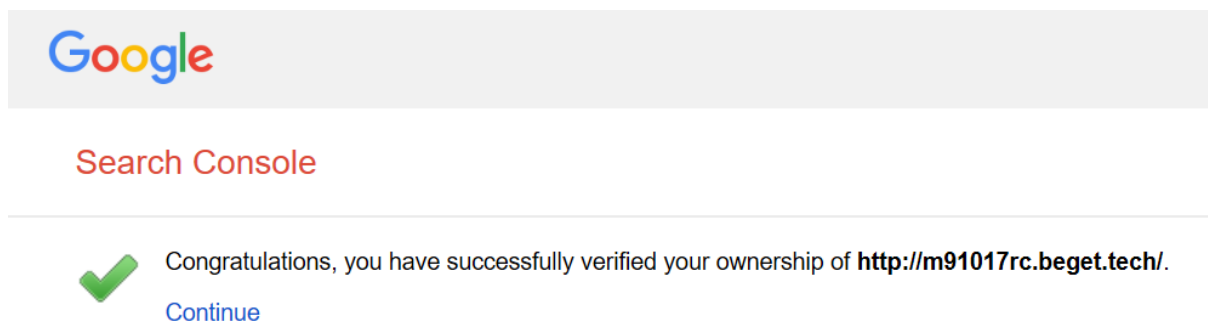 Google
Search Console
Congratulations, you have successfully verified your ownership of http://m91017rc.beget.tech/.
Continue